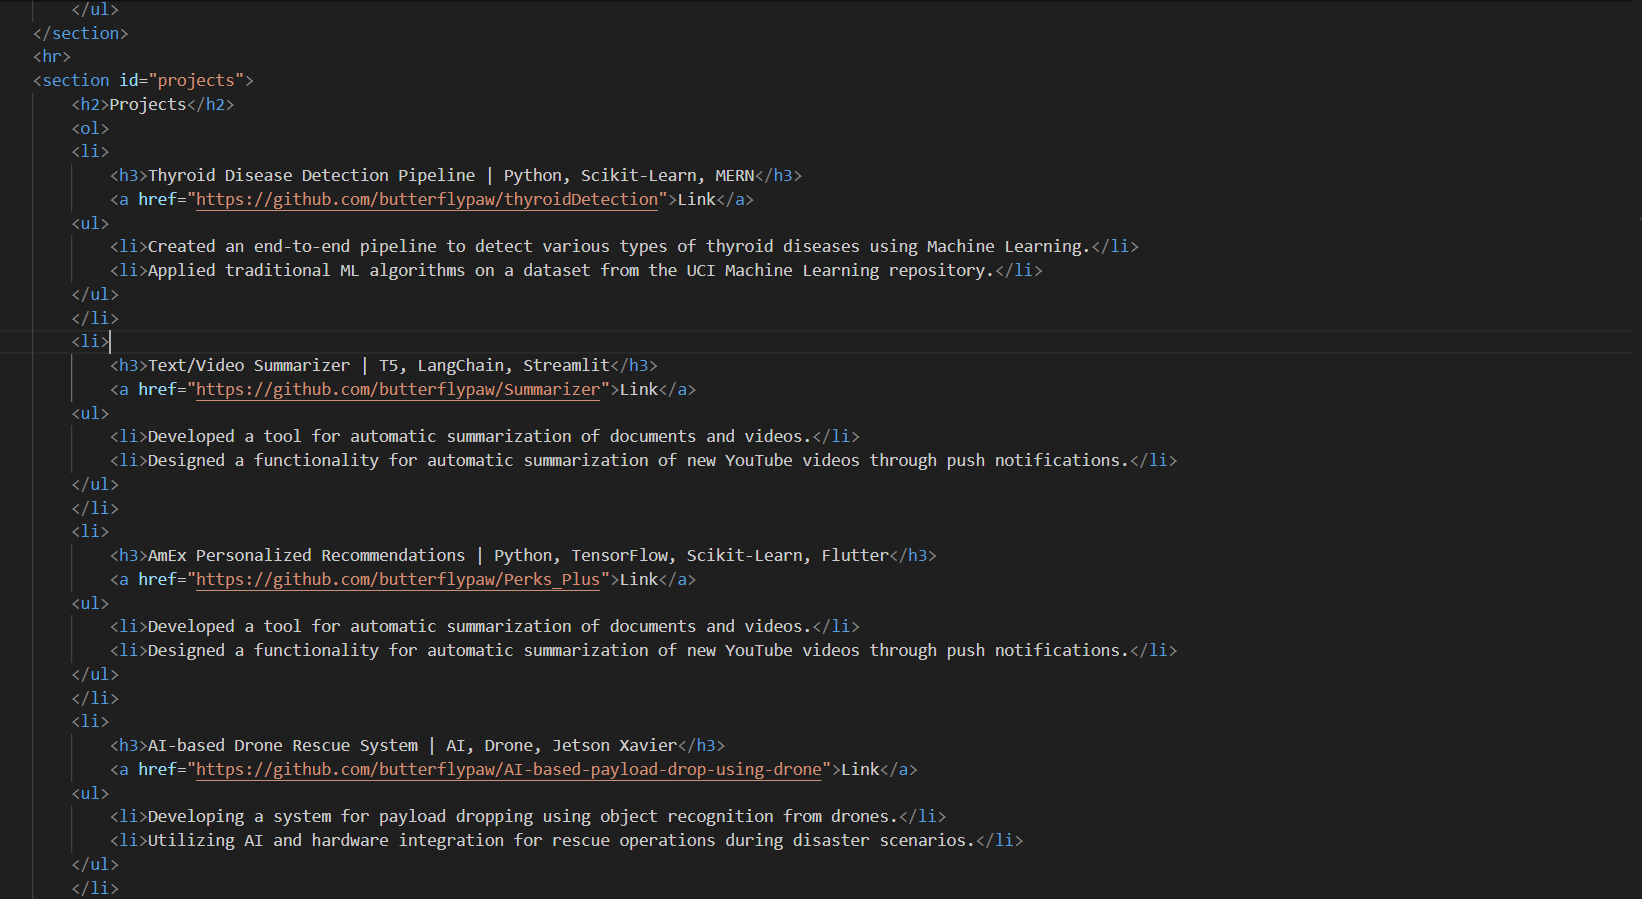 </ul>
</section>
<hr>
<section id="projects">
<h2>Projects</h2>
<ol>
<li>
<h3>Thyroid Disease Detection Pipeline | Python, Scikit-Learn, MERN</h3>
<a href="https://github.com/butterflypaw/thyroidDetection">Link</a>
<ul>
<li>Created an end-to-end pipeline to detect various types of thyroid diseases using Machine Learning.</li>
<li>Applied traditional ML algorithms on a dataset from the UCI Machine Learning repository.</li>
</ul>
</li>
<li>
<h3>Text/Video Summarizer | T5, LangChain, Streamlit</h3>
<a href="https://github.com/butterflypaw/Summarizer">Link</a>
<ul>
<li>Developed a tool for automatic summarization of documents and videos.</li>
<li>Designed a functionality for automatic summarization of new YouTube videos through push notifications.</li>
</ul>
</li>
<li>
<h3>AmEx Personalized Recommendations | Python, TensorFlow, Scikit-Learn, Flutter</h3>
<a href="https://github.com/butterflypaw/Perks_Plus">Link</a>
<ul>
<li>Developed a tool for automatic summarization of documents and videos.</li>
<li>Designed a functionality for automatic summarization of new YouTube videos through push notifications.</li>
</ul>
</li>
<li>
<h3>AI-based Drone Rescue System | AI, Drone, Jetson Xavier</h3>
<a href="https://github.com/butterflypaw/AI-based-payload-drop-using-drone">Link</a>
<ul>
<li>Developing a system for payload dropping using object recognition from drones.</li>
<li>Utilizing AI and hardware integration for rescue operations during disaster scenarios.</li>
</ul>
</li>